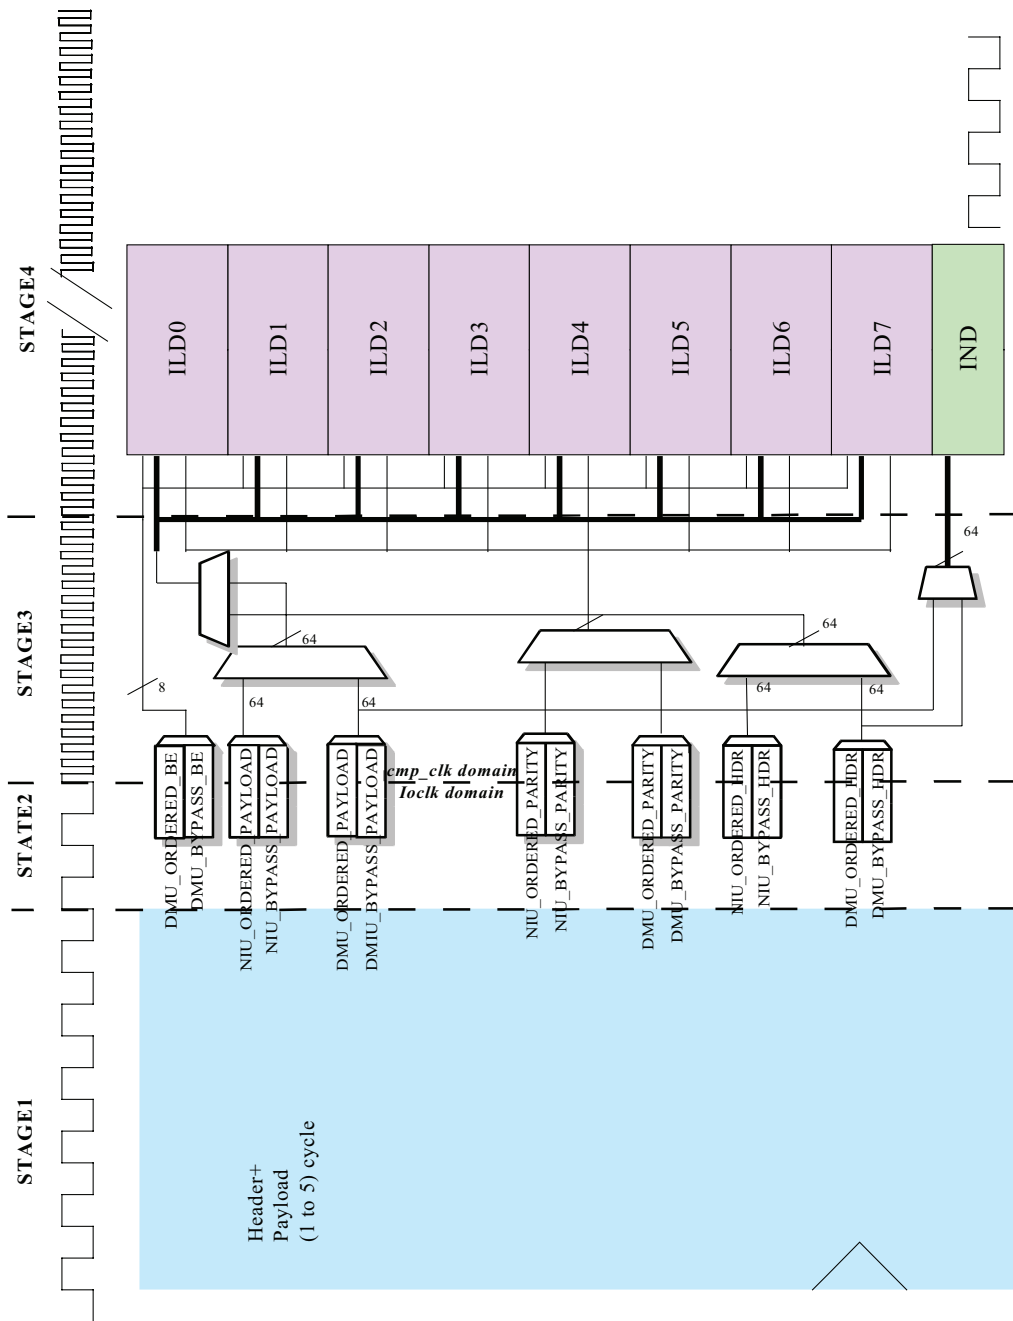 STAGE1
STATE2
STAGE3
STAGE4
Header+
Payload
(1 to 5) cycle
DMU_ORDERED_BE
DMU_BYPASS_BE
NIU_ORDERED_PAYLOAD
NIU_BYPASS_PAYLOAD
DMU_ORDERED_PAYLOAD
DMIU_BYPASS_PAYLOAD
cmp_clk domain
Ioclk domain
NIU_ORDERED_PARITY
NIU_BYPASS_PARITY
DMU_ORDERED_PARITY
DMU_BYPASS_PARITY
NIU_ORDERED_HDR
NIU_BYPASS_HDR
DMU_ORDERED_HDR
DMU_BYPASS_HDR
8
64
64
64
64
64
64
64
ILD0
ILD1
ILD2
ILD3
ILD4
ILD5
ILD6
ILD7
IND